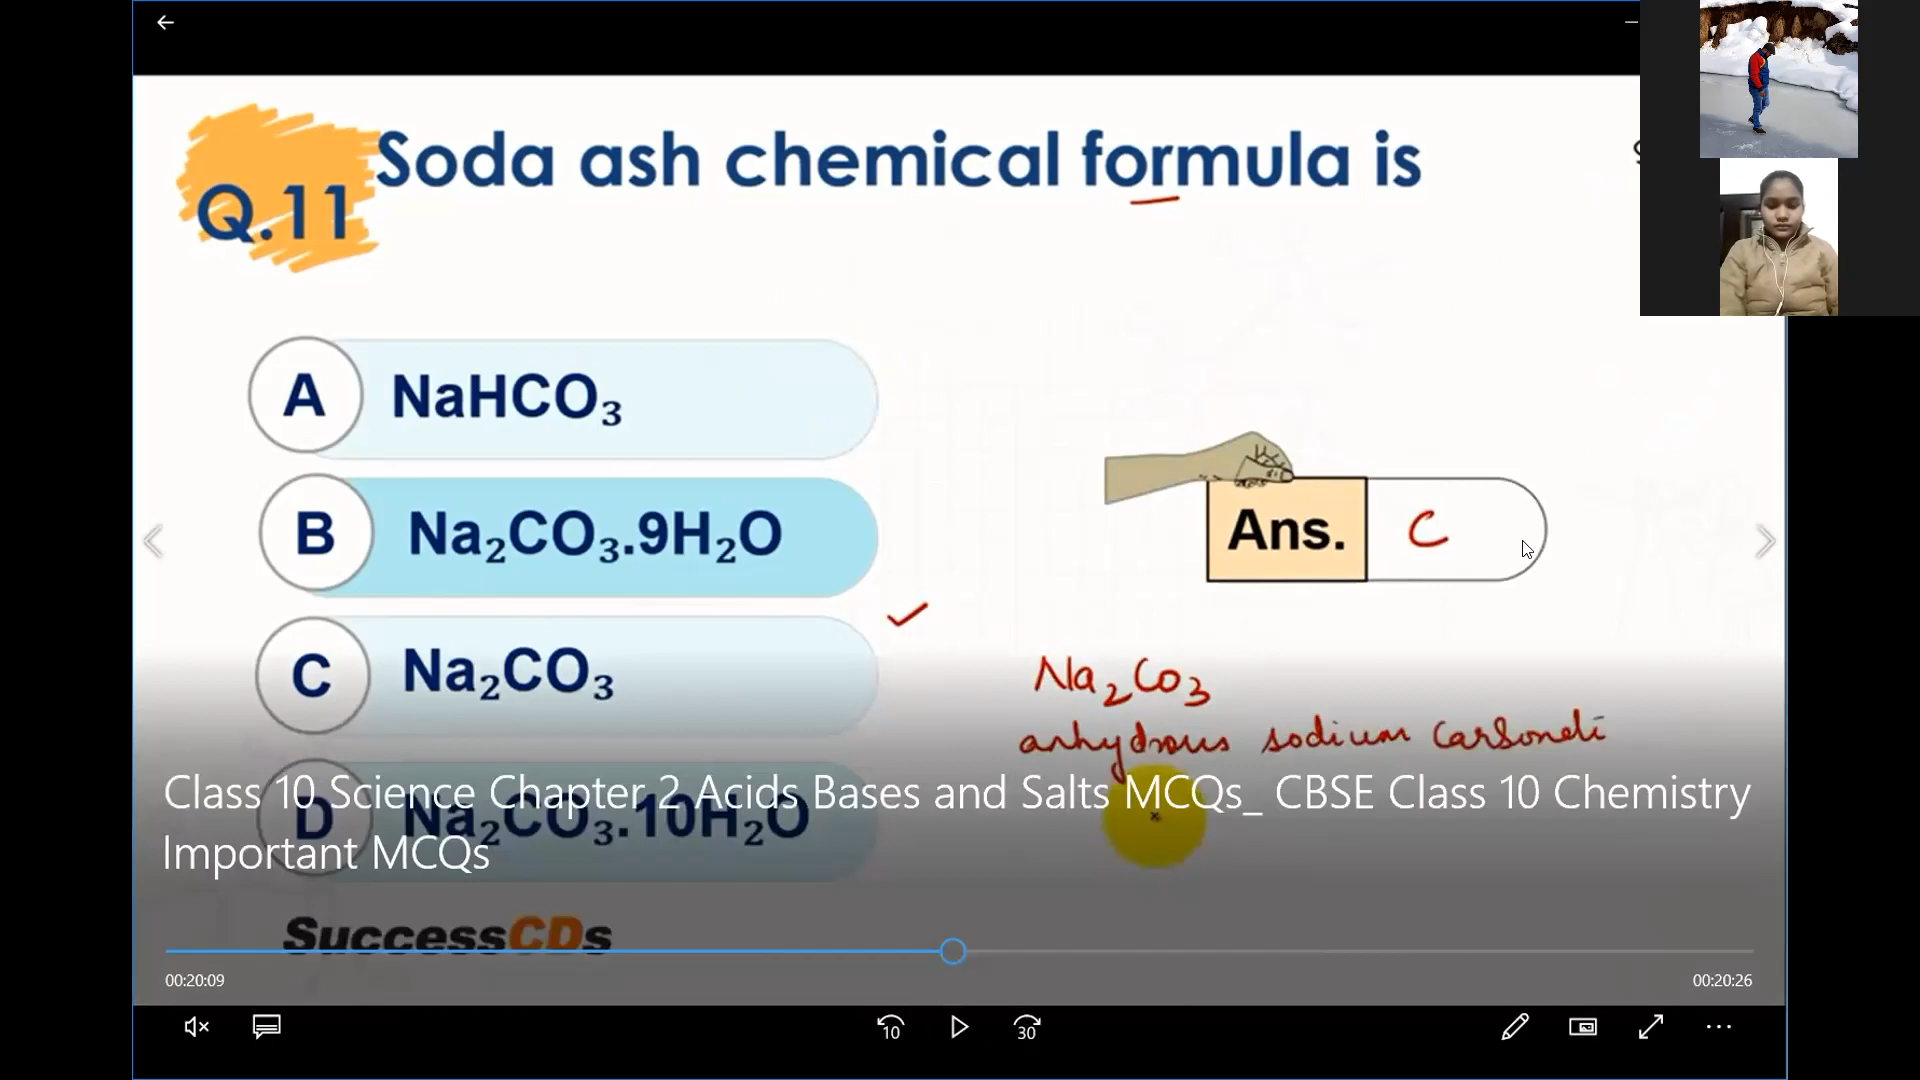 Soda ash chemical formula is
Q.11
A NaHCO₃
B Na₂CO₃.9H₂O
Ans. C
C Na₂CO₃
Na₂Co₃
anhydrous sodium carbonati
D Na₂CO₃.10H₂O
Class 10 Science Chapter 2 Acids Bases and Salts MCQs_ CBSE Class 10 Chemistry
Important MCQs
SuccessCDs
00:20:09
00:20:26
10
30